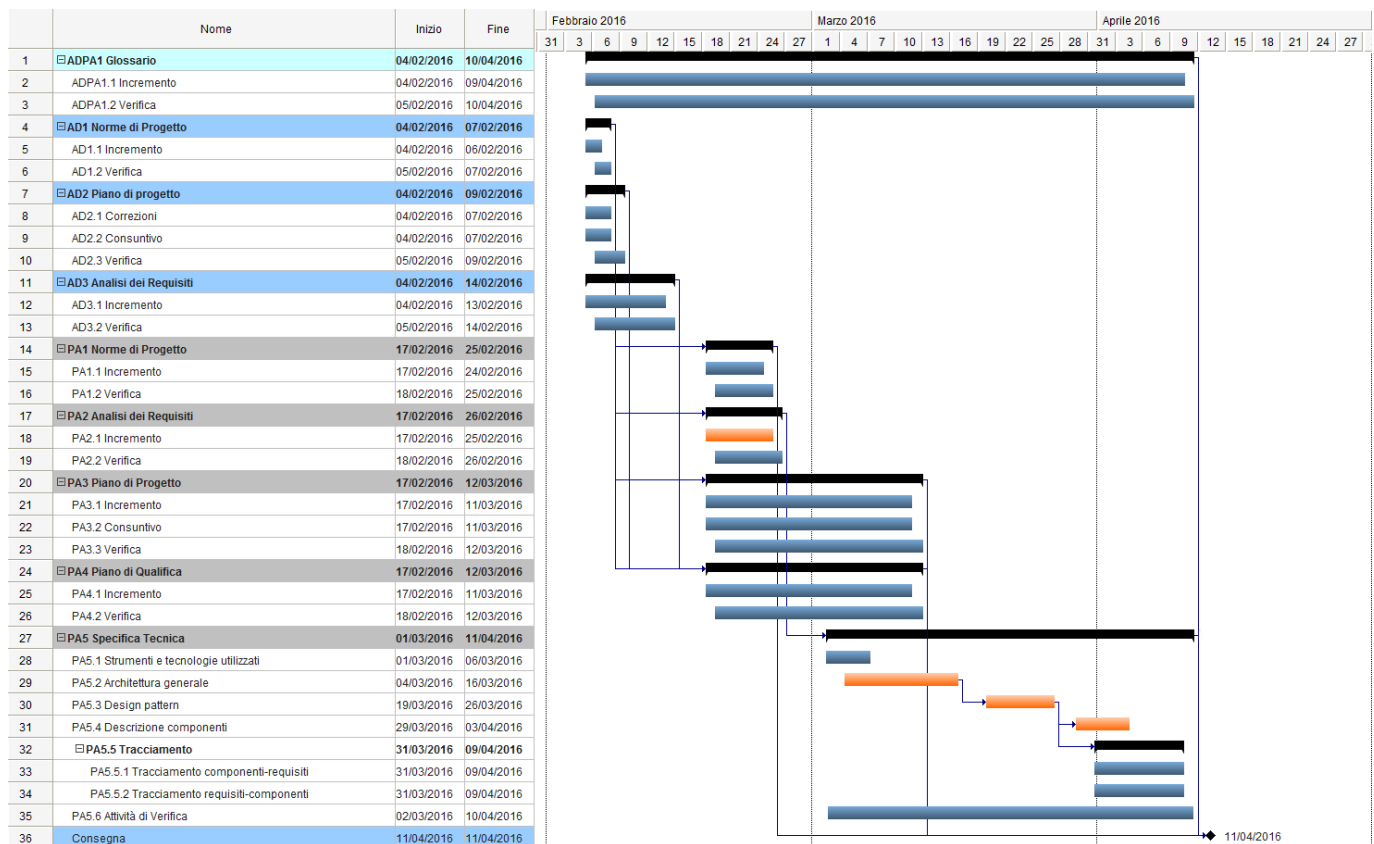 Nome Inizio Fine
Febbraio 2016 Marzo 2016 Aprile 2016
31 3 6 9 12 15 18 21 24 27 1 4 7 10 13 16 19 22 25 28 31 3 6 9 12 15 18 21 24 27
1 ADPA1 Glossario 04/02/2016 10/04/2016
2 ADPA1.1 Incremento 04/02/2016 09/04/2016
3 ADPA1.2 Verifica 05/02/2016 10/04/2016
4 AD1 Norme di Progetto 04/02/2016 07/02/2016
5 AD1.1 Incremento 04/02/2016 06/02/2016
6 AD1.2 Verifica 05/02/2016 07/02/2016
7 AD2 Piano di progetto 04/02/2016 09/02/2016
8 AD2.1 Correzioni 04/02/2016 07/02/2016
9 AD2.2 Consuntivo 04/02/2016 07/02/2016
10 AD2.3 Verifica 05/02/2016 09/02/2016
11 AD3 Analisi dei Requisiti 04/02/2016 14/02/2016
12 AD3.1 Incremento 04/02/2016 13/02/2016
13 AD3.2 Verifica 05/02/2016 14/02/2016
14 PA1 Norme di Progetto 17/02/2016 25/02/2016
15 PA1.1 Incremento 17/02/2016 24/02/2016
16 PA1.2 Verifica 18/02/2016 25/02/2016
17 PA2 Analisi dei Requisiti 17/02/2016 26/02/2016
18 PA2.1 Incremento 17/02/2016 25/02/2016
19 PA2.2 Verifica 18/02/2016 26/02/2016
20 PA3 Piano di Progetto 17/02/2016 12/03/2016
21 PA3.1 Incremento 17/02/2016 11/03/2016
22 PA3.2 Consuntivo 17/02/2016 11/03/2016
23 PA3.3 Verifica 18/02/2016 12/03/2016
24 PA4 Piano di Qualifica 17/02/2016 12/03/2016
25 PA4.1 Incremento 17/02/2016 11/03/2016
26 PA4.2 Verifica 18/02/2016 12/03/2016
27 PA5 Specifica Tecnica 01/03/2016 11/04/2016
28 PA5.1 Strumenti e tecnologie utilizzati 01/03/2016 06/03/2016
29 PA5.2 Architettura generale 04/03/2016 16/03/2016
30 PA5.3 Design pattern 19/03/2016 26/03/2016
31 PA5.4 Descrizione componenti 29/03/2016 03/04/2016
32 PA5.5 Tracciamento 31/03/2016 09/04/2016
33 PA5.5.1 Tracciamento componenti-requisiti 31/03/2016 09/04/2016
34 PA5.5.2 Tracciamento requisiti-componenti 31/03/2016 09/04/2016
35 PA5.6 Attività di Verifica 02/03/2016 10/04/2016
36 Consegna 11/04/2016 11/04/2016 11/04/2016